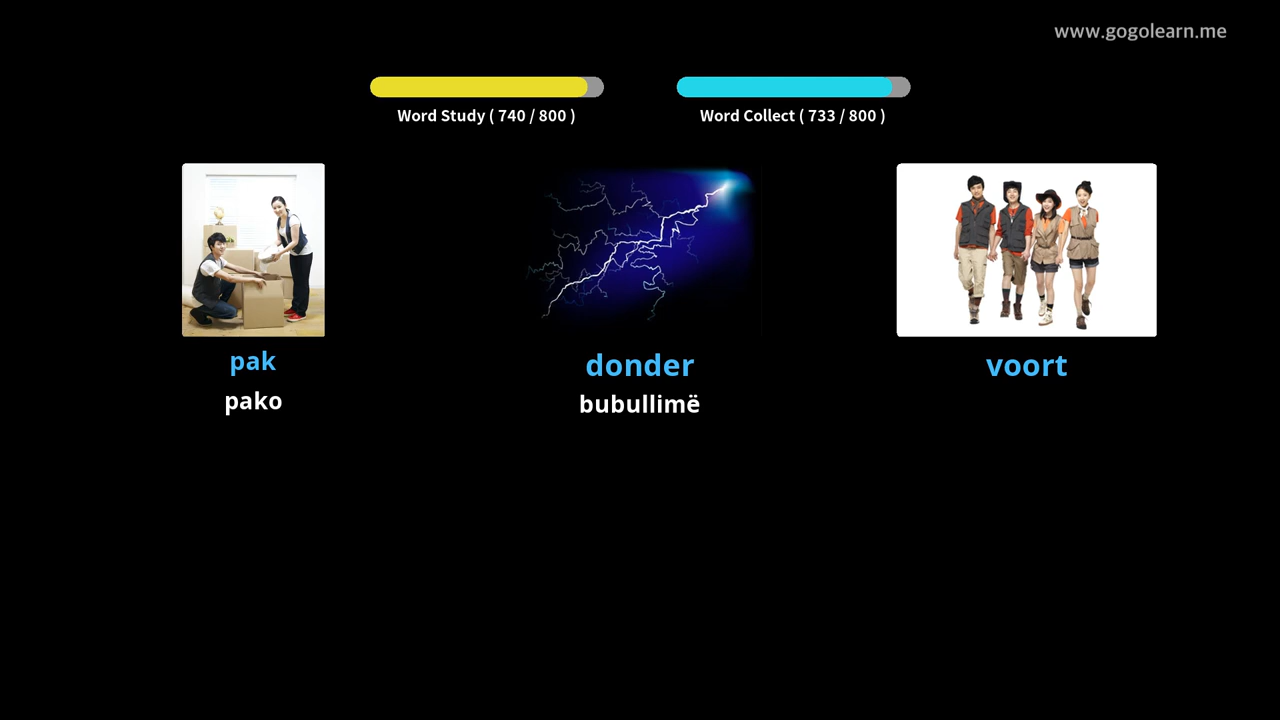 www.gogolearn.me
Word Study ( 740 / 800 )
Word Collect ( 733 / 800 )
pak
pako
donder
bubullimë
voort